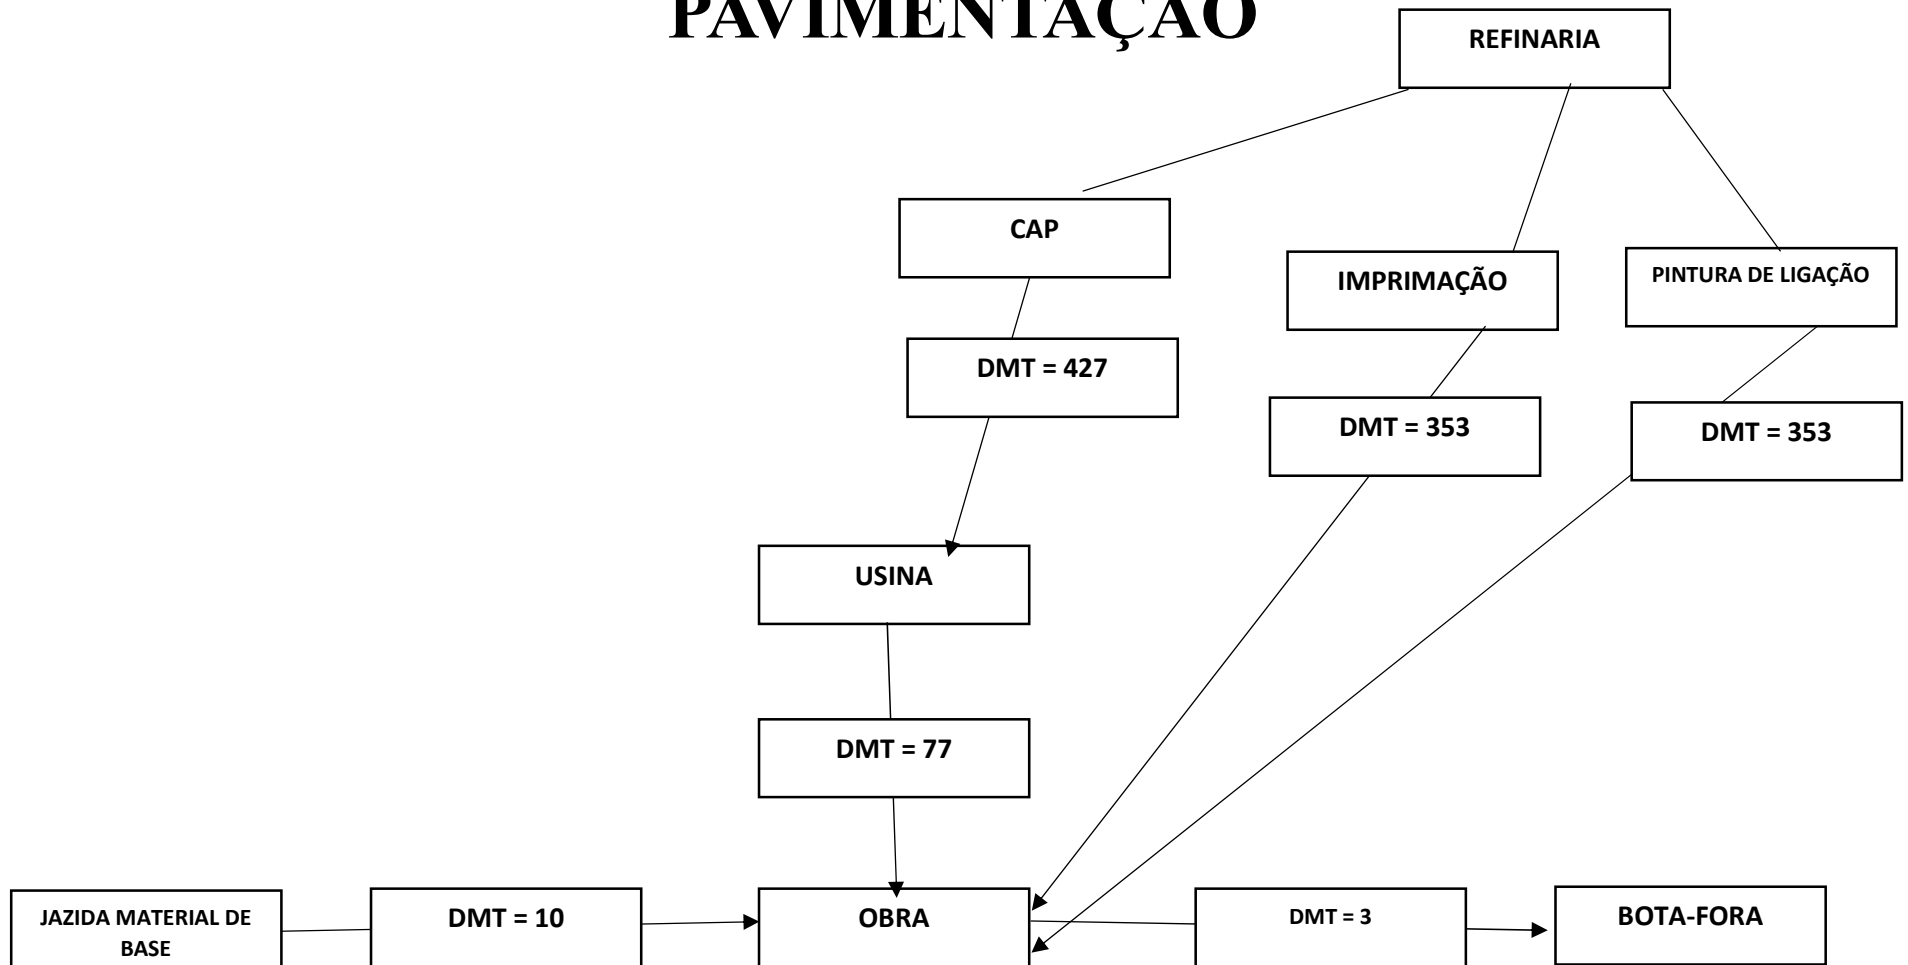 PAVIMENTAÇÃO
REFINARIA
CAP
IMPRIMAÇÃO
PINTURA DE LIGAÇÃO
DMT = 427
DMT = 353
DMT = 353
USINA
DMT = 77
JAZIDA MATERIAL DE
BASE
DMT = 10
OBRA
DMT = 3
BOTA-FORA